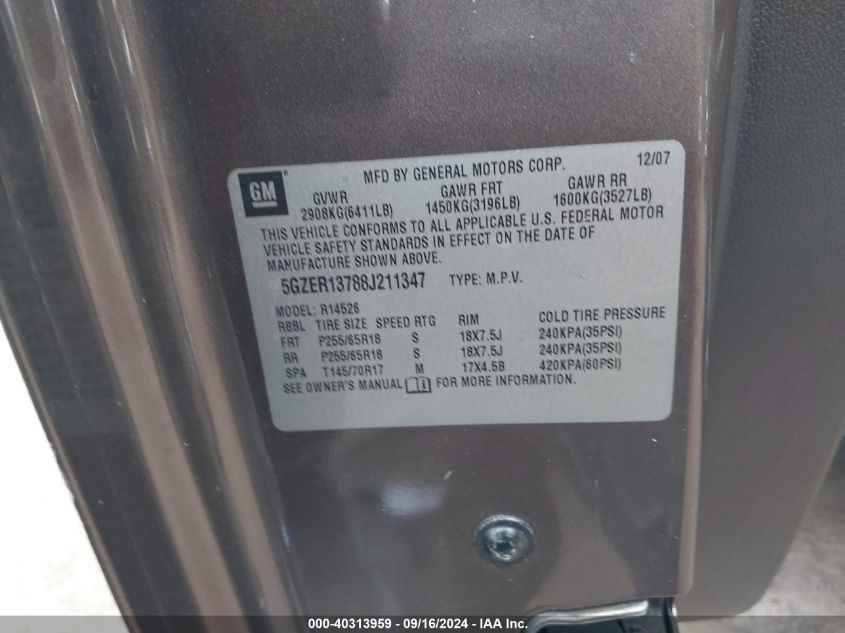 MFD BY GENERAL MOTORS CORP. 12/07
GM
GVWR GAWR FRT GAWR RR
2908KG(6411LB) 1450KG(3196LB) 1600KG(3527LB)
THIS VEHICLE CONFORMS TO ALL APPLICABLE U.S. FEDERAL MOTOR
VEHICLE SAFETY STANDARDS IN EFFECT ON THE DATE OF
MANUFACTURE SHOWN ABOVE.
5GZER13788J211347 TYPE: M.P.V.
MODEL: R14526
RBBL TIRE SIZE SPEED RTG RIM COLD TIRE PRESSURE
FRT P255/65R18 S 18X7.5J 240KPA(35PSI)
RR P255/65R18 S 18X7.5J 240KPA(35PSI)
SPA T145/70R17 M 17X4.5B 420KPA(60PSI)
SEE OWNER'S MANUAL FOR MORE INFORMATION.
000-40313959 - 09/16/2024 - IAA Inc.